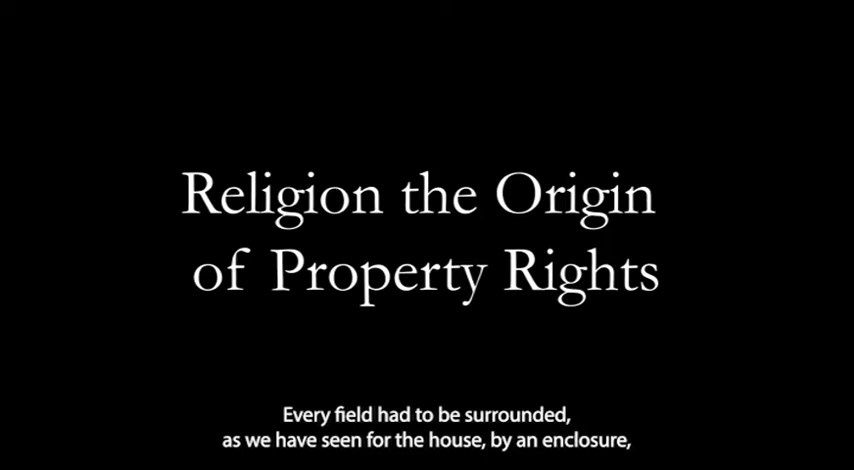 Religion the Origin
of Property Rights
Every field had to be surrounded,
as we have seen for the house, by an enclosure,